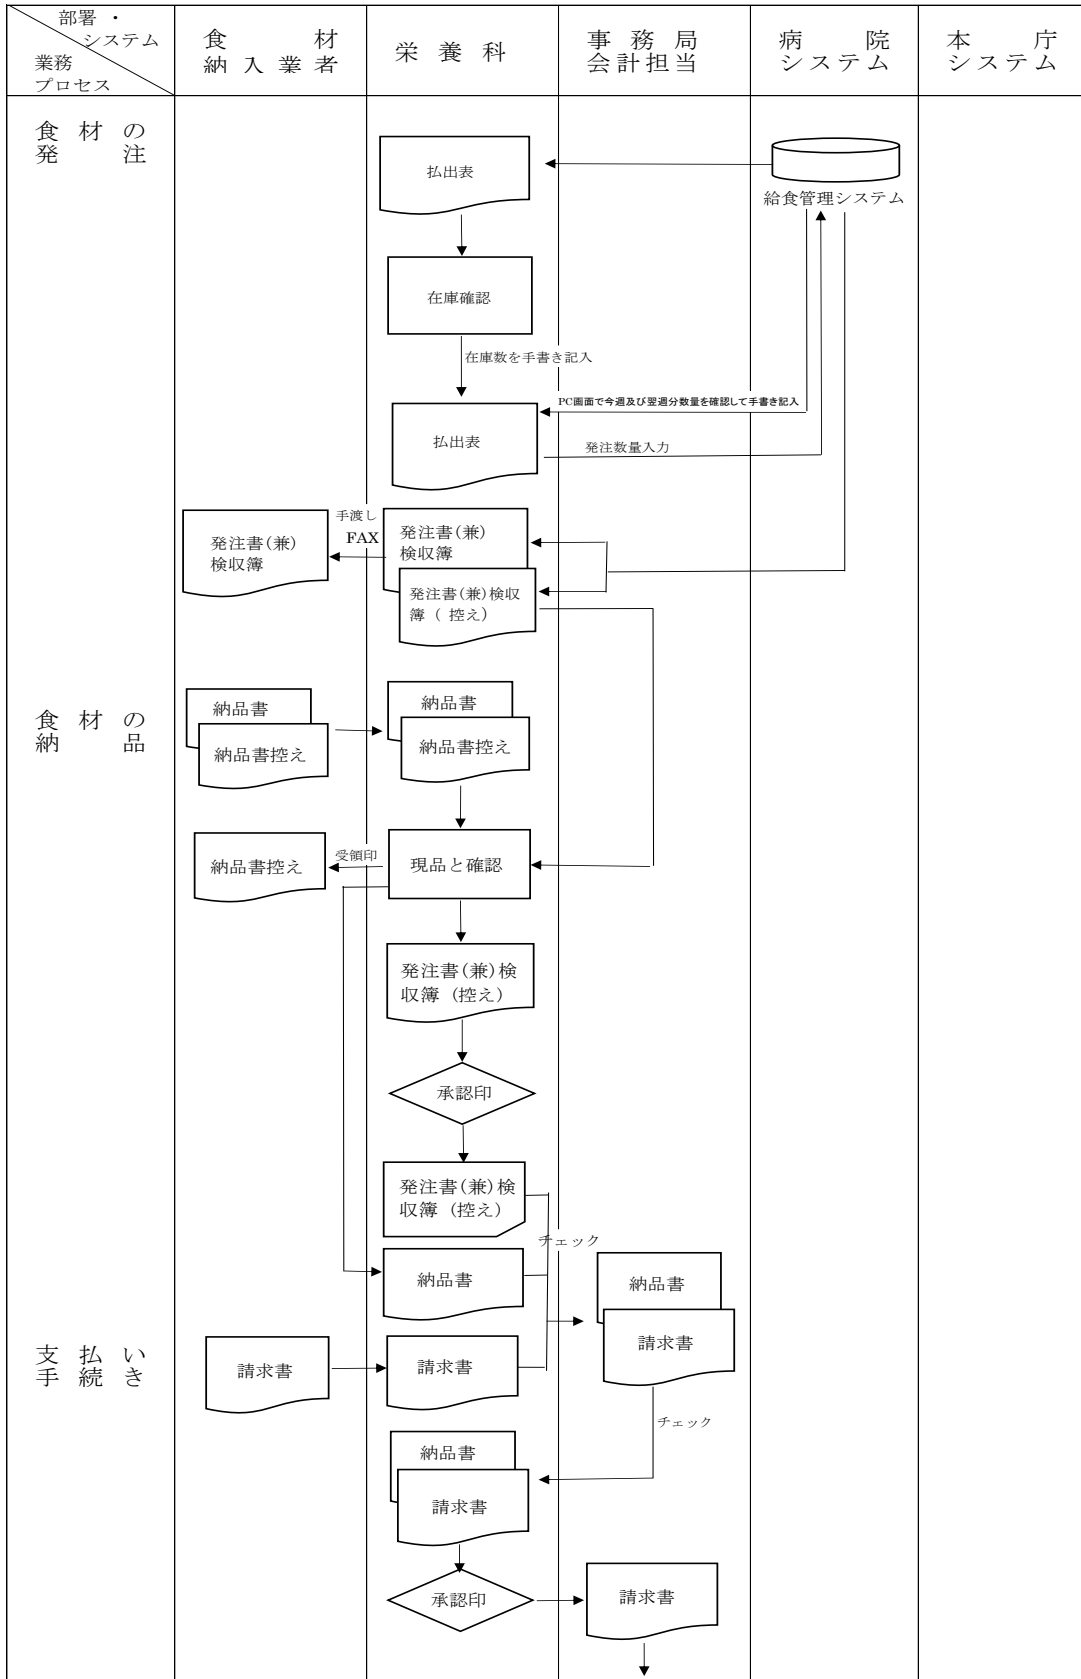 部署・
システム
業務
プロセス
食材
納入業者
栄養科
事務局
会計担当
病院
システム
本庁
システム
食材の
発注
払出表
給食管理システム
在庫確認
在庫数を手書き記入
PC画面で今週及び翌週分数量を確認して手書き記入
払出表
発注数量入力
手渡し
FAX
発注書(兼)
検収簿
発注書(兼)
検収簿
発注書(兼)検収
簿(控え)
食材の
納品
納品書
納品書控え
納品書
納品書控え
納品書控え
受領印
現品と確認
発注書(兼)検
収簿(控え)
承認印
発注書(兼)検
収簿(控え)
チェック
納品書
納品書
請求書
支払い
手続き
請求書
請求書
チェック
納品書
請求書
承認印
請求書